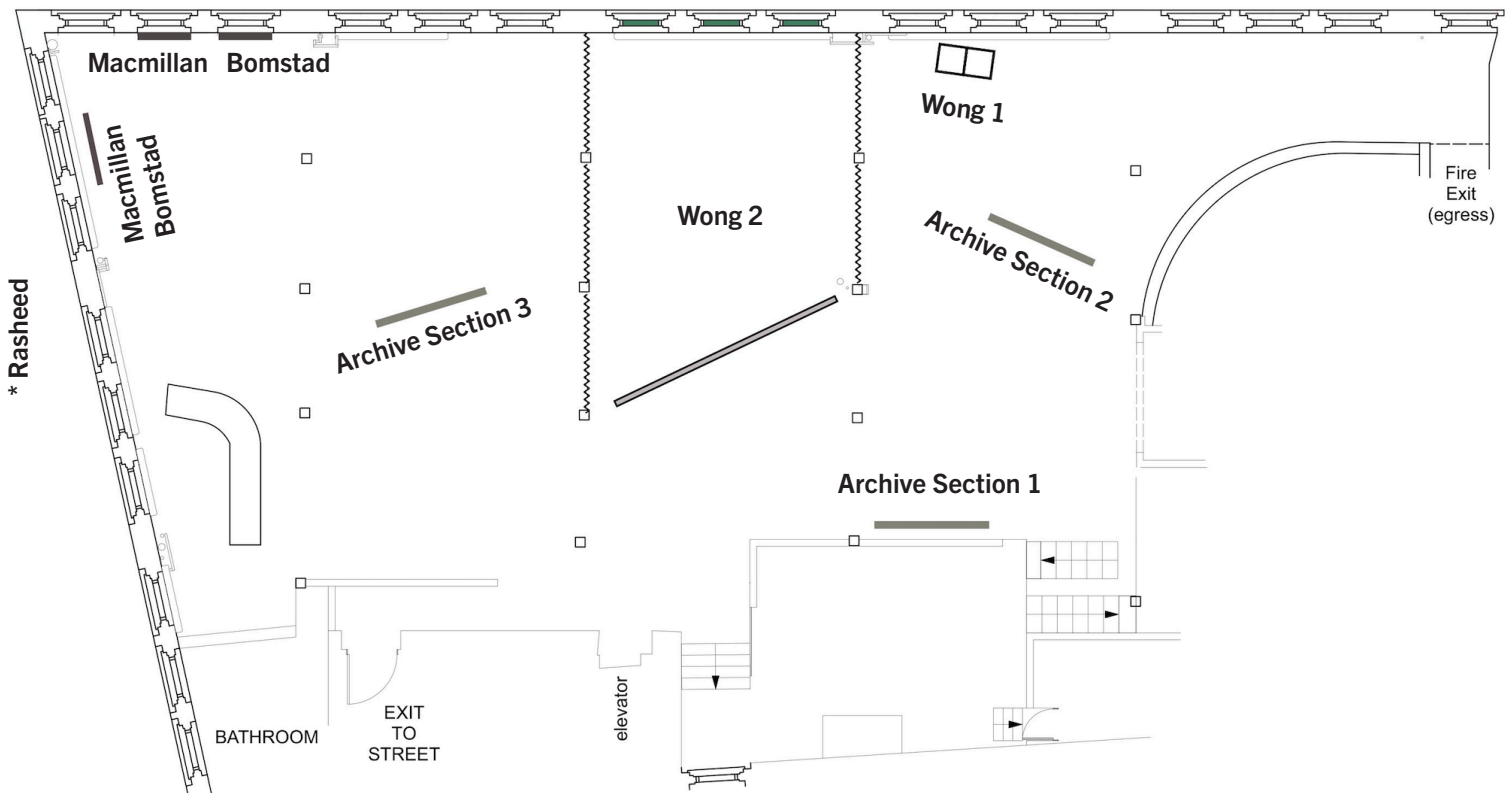 Macmillan
Bomstad
Macmillan
Bomstad
Wong 1
Fire
Exit
(egress)
Wong 2
Archive Section 2
Archive Section 3
* Rasheed
Archive Section 1
elevator
EXIT
TO
STREET
BATHROOM